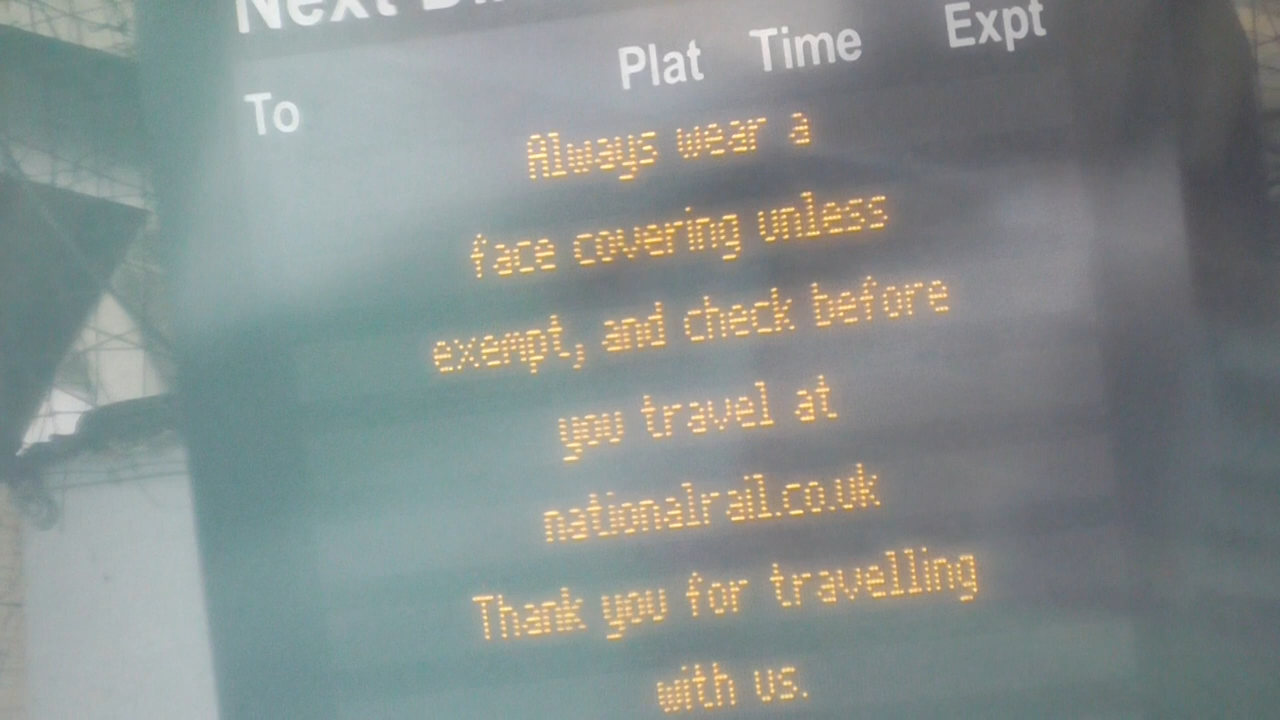 Next
Plat Time Expt
To
Always wear a
face covering unless
exempt, and check before
you travel at
nationalrail.co.uk
Thank you for travelling
with us.